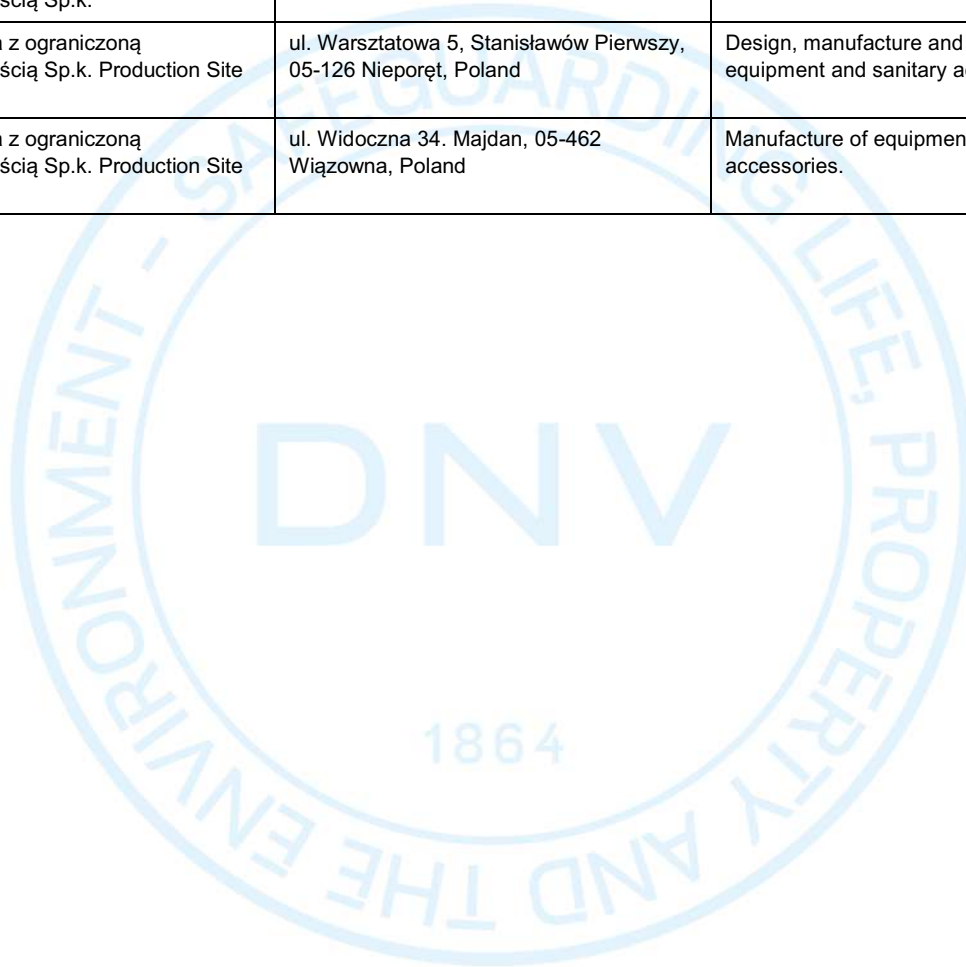 ścią Sp.k.
a z ograniczoną
ścią Sp.k. Production Site
ul. Warsztatowa 5, Stanisławów Pierwszy,
05-126 Nieporęt, Poland
Design, manufacture and
equipment and sanitary a
a z ograniczoną
ścią Sp.k. Production Site
ul. Widoczna 34. Majdan, 05-462
Wiązowna, Poland
Manufacture of equipmen
accessories.
SAFEGUARDING LIFE, PROPERTY AND THE ENVIRONMENT -
DNV
1864